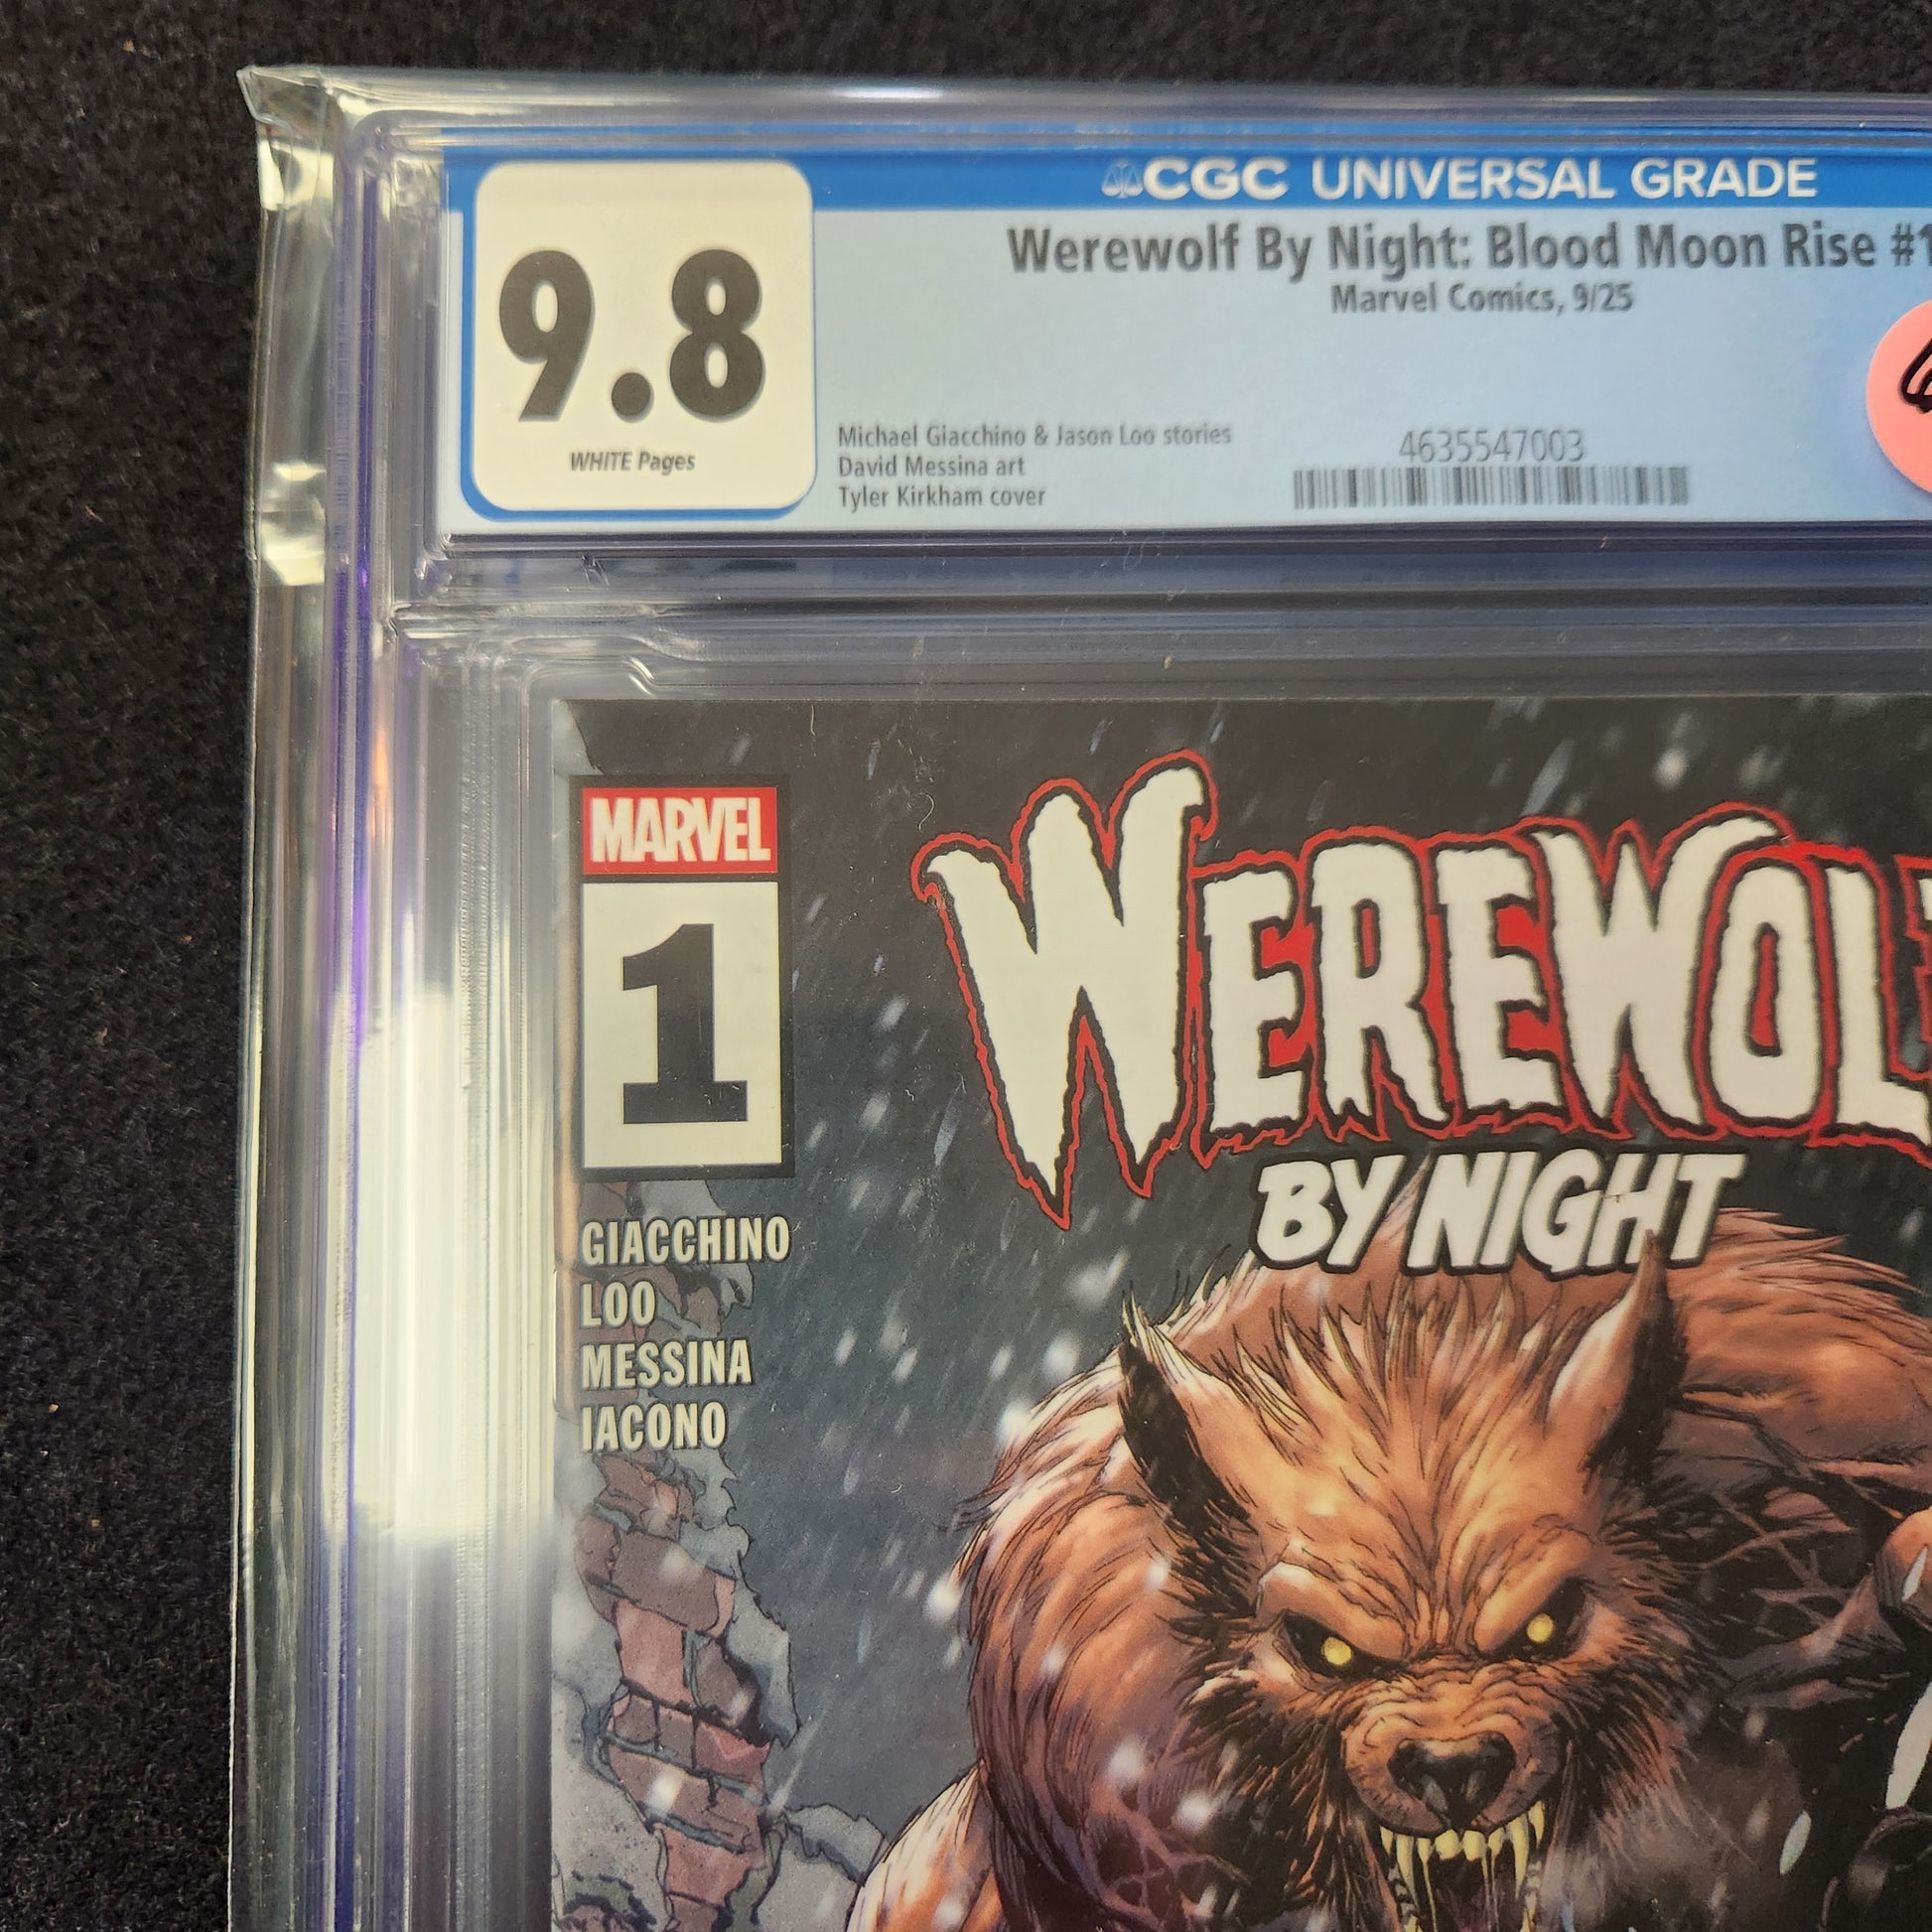 CGC UNIVERSAL GRADE
9.8
WHITE Pages
Werewolf By Night: Blood Moon Rise #1
Marvel Comics, 9/25
Michael Giacchino & Jason Loo stories
David Messina art
Tyler Kirkham cover
4635547003
MARVEL
1
WEREWOL
BY NIGHT
GIACCHINO
LOO
MESSINA
IACONO